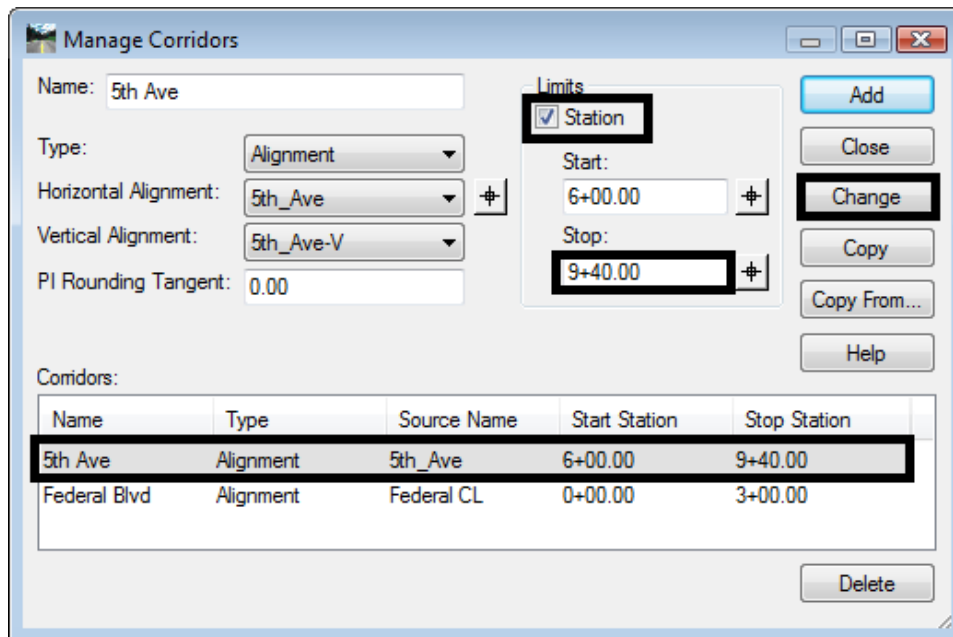 Manage Corridors
Name: 5th Ave
Type: Alignment
Horizontal Alignment: 5th_Ave
Vertical Alignment: 5th_Ave-V
PI Rounding Tangent: 0.00
Limits
Station
Start:
6+00.00
Stop:
9+40.00
Add
Close
Change
Copy
Copy From...
Help
Corridors:
Name Type Source Name Start Station Stop Station
5th Ave Alignment 5th_Ave 6+00.00 9+40.00
Federal Blvd Alignment Federal CL 0+00.00 3+00.00
Delete